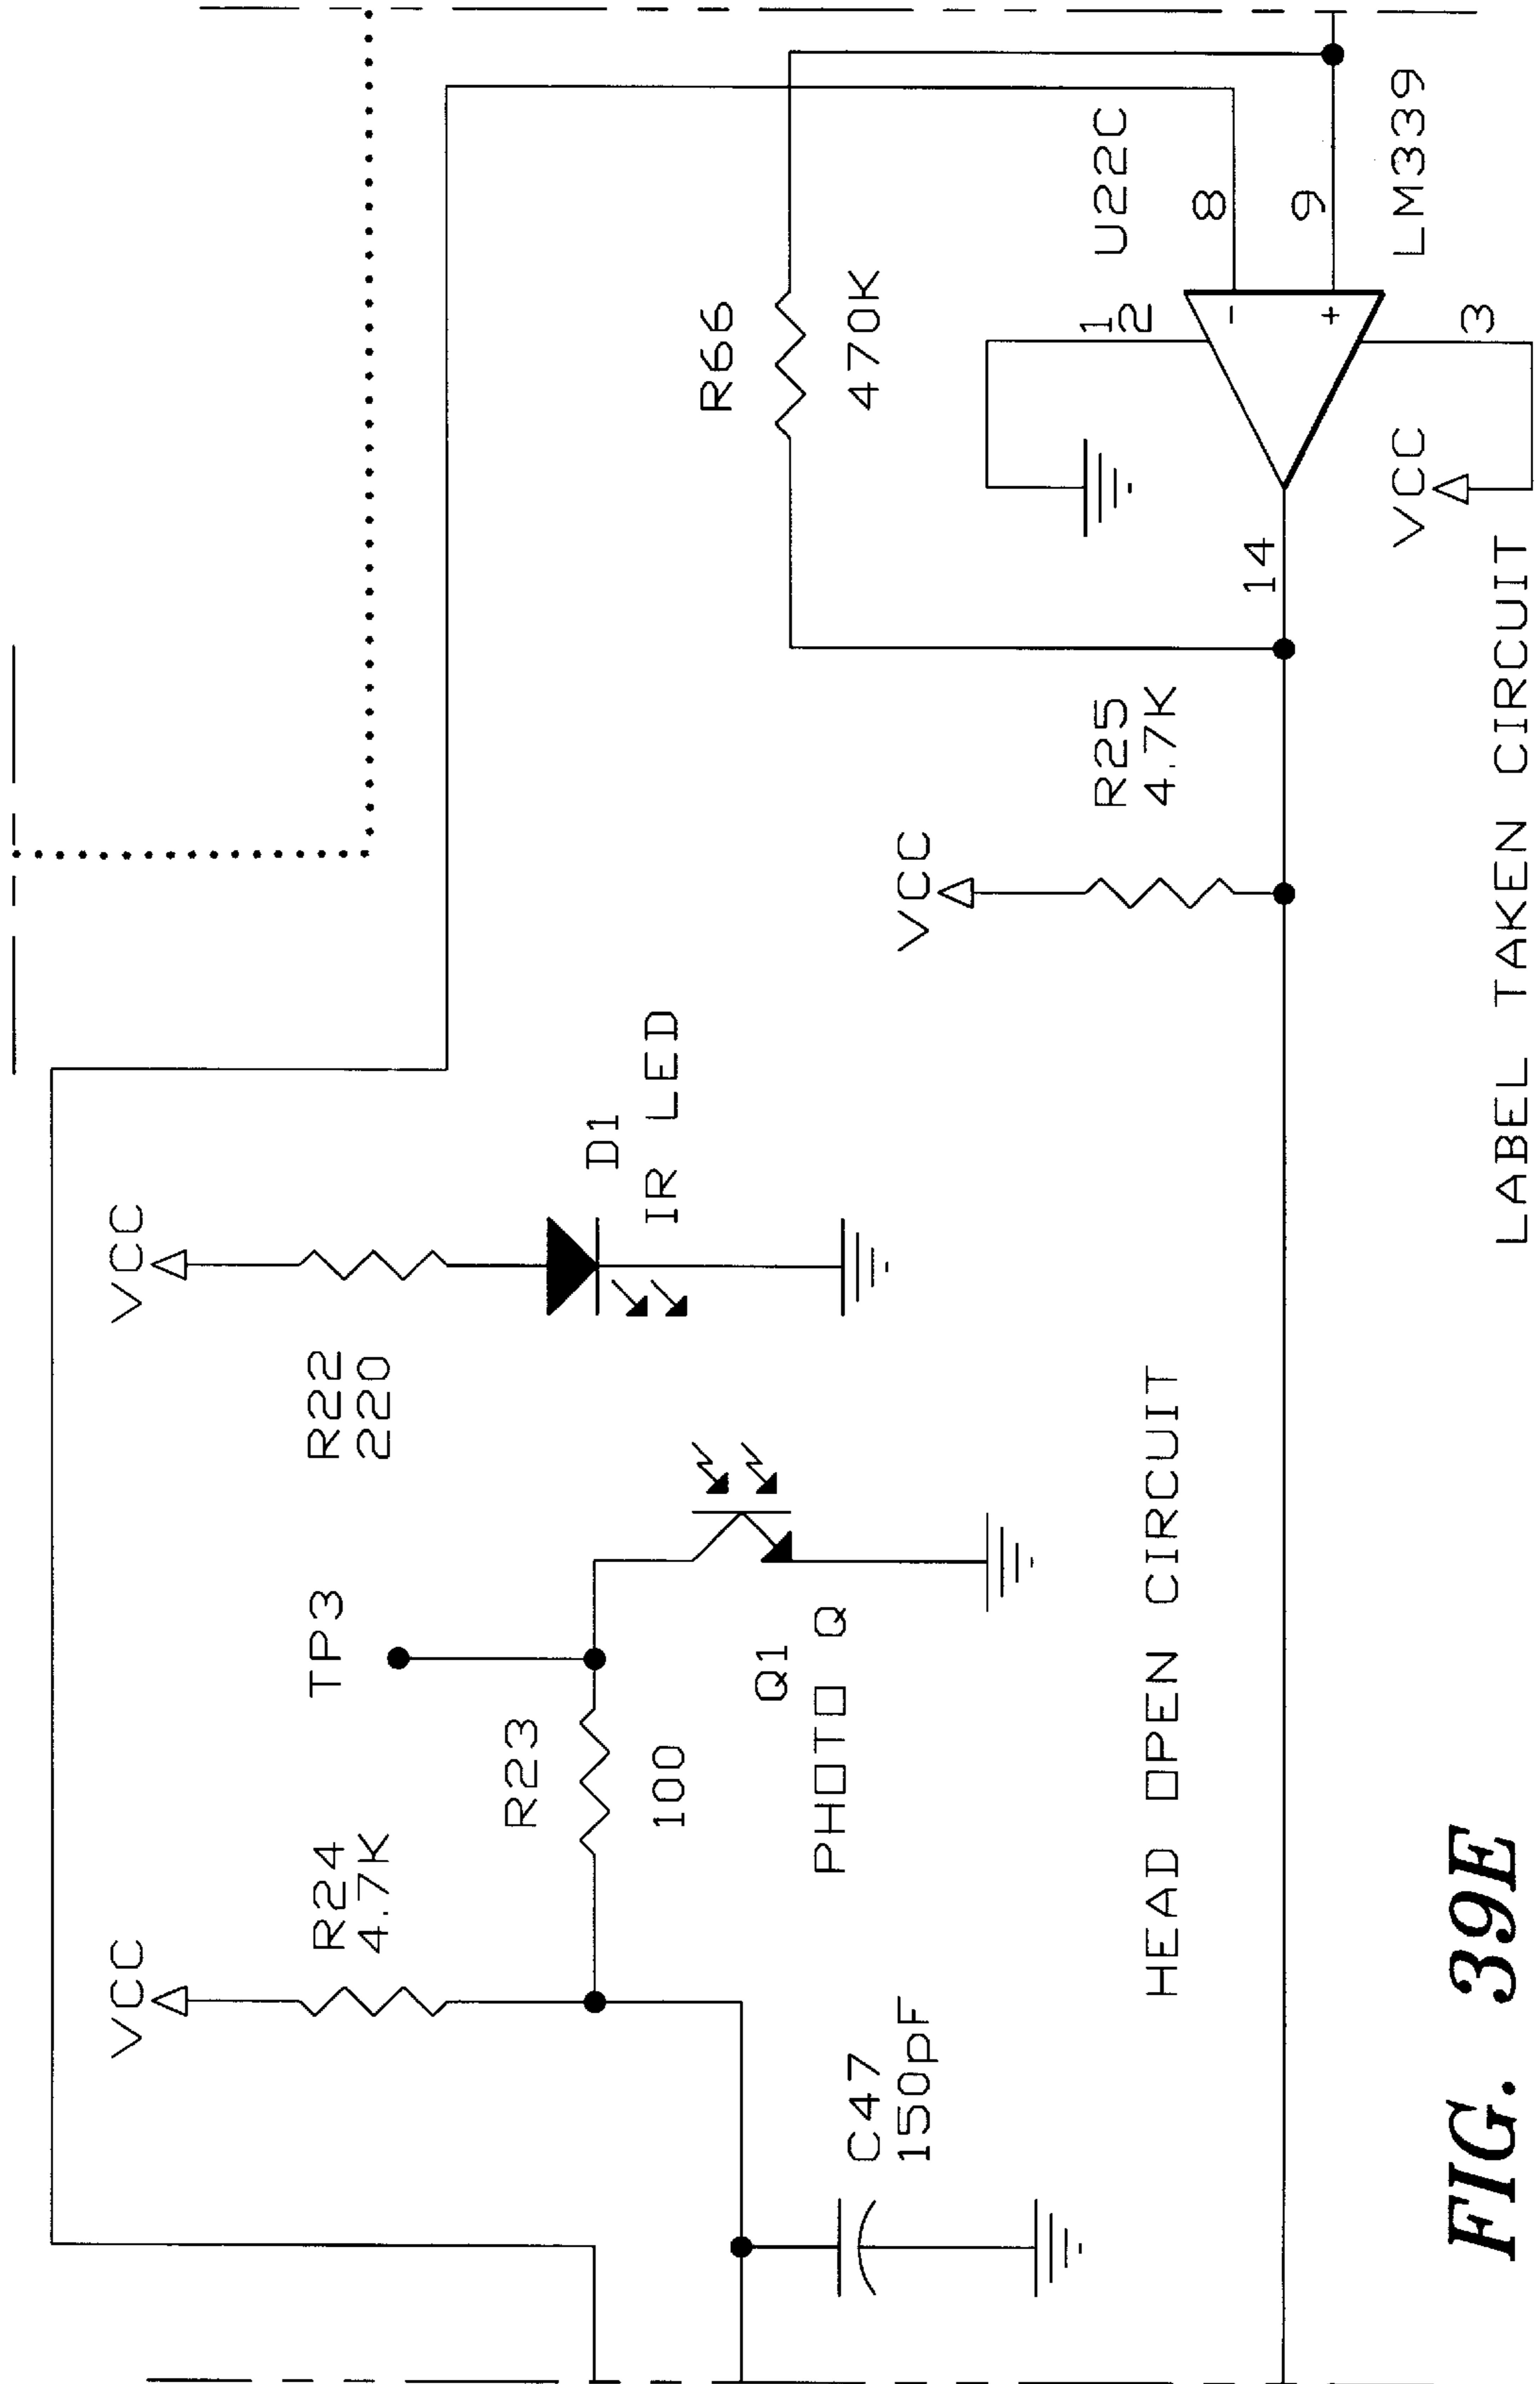 VCC
R24
4.7K
TP3
R23
100
Q1
PHOTO Q
C47
150pF
VCC
R22
220
D1
IR LED
HEAD OPEN CIRCUIT
VCC
R25
4.7K
R66
470K
U22C
1
2
8
9
-
+
14
3
VCC
LM339
LABEL TAKEN CIRCUIT
FIG. 39E